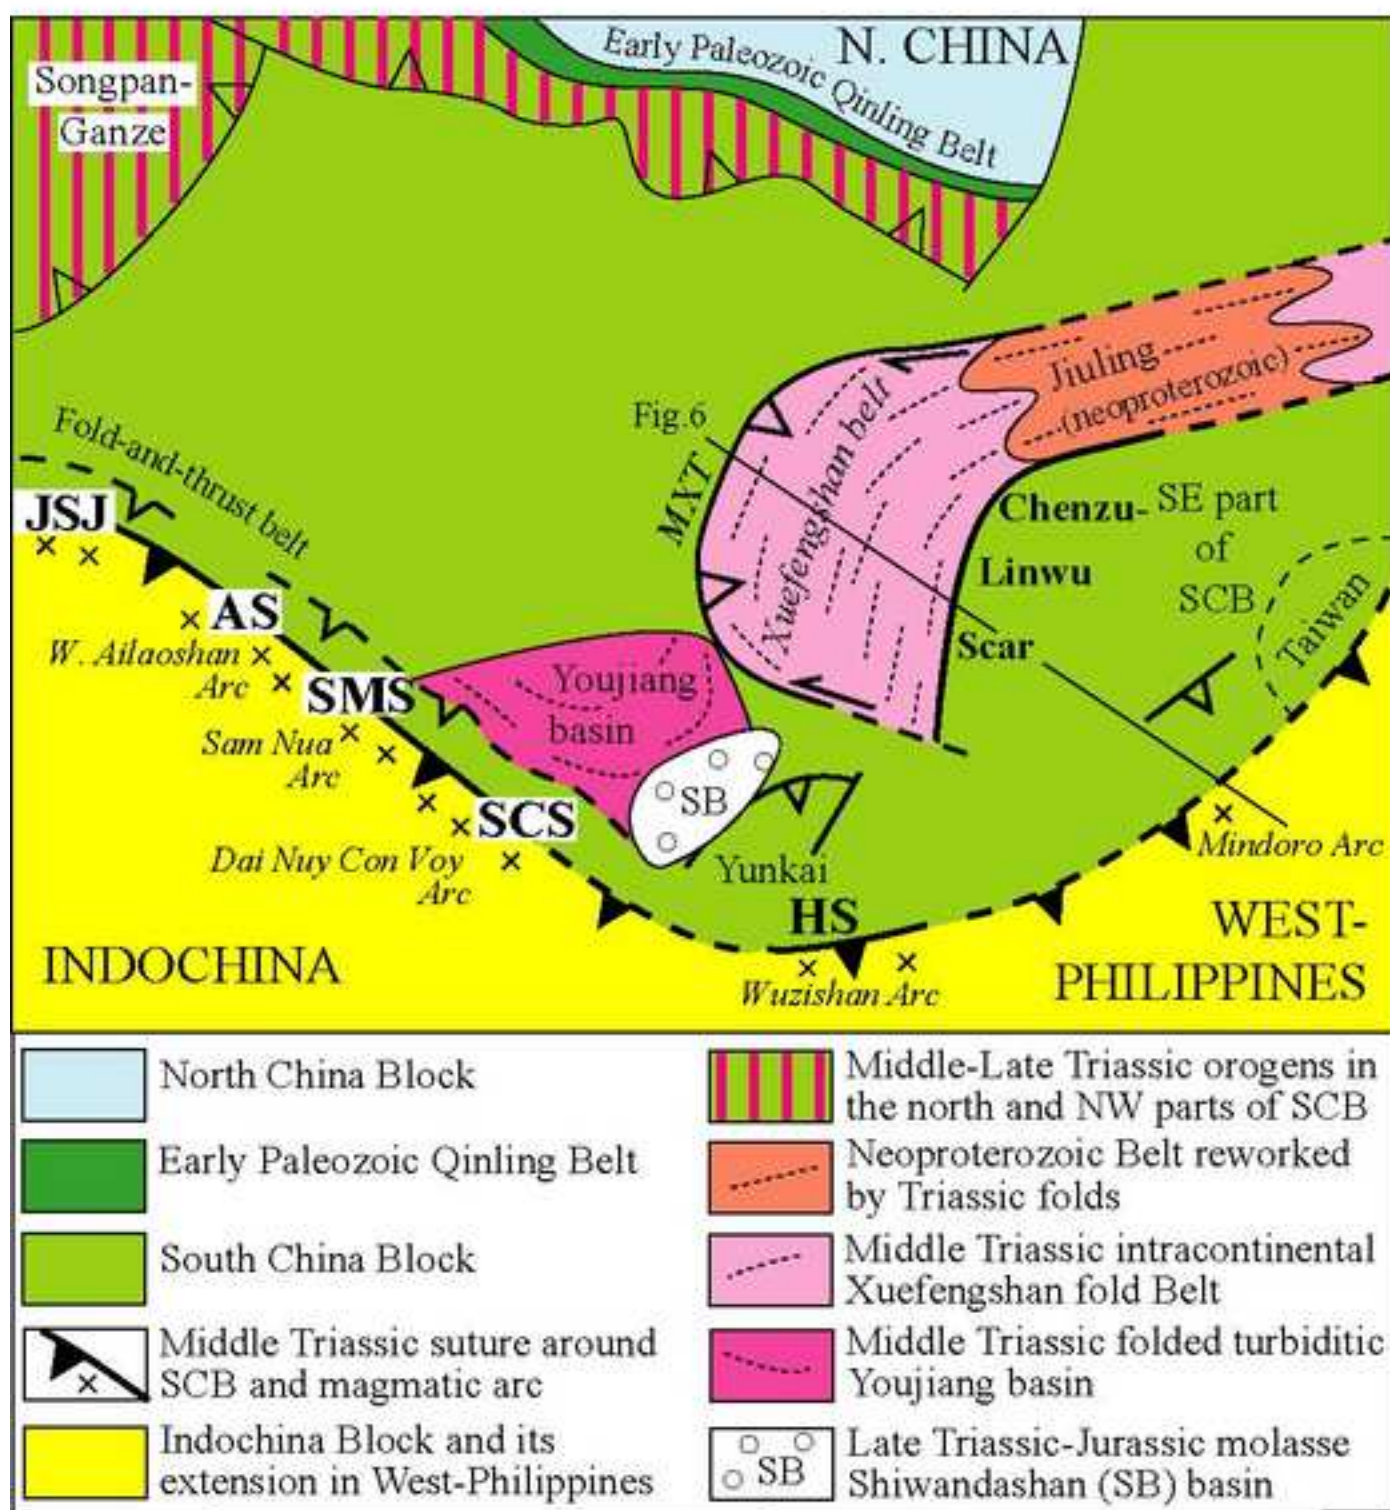 Songpan-
Ganze
Early Paleozoic Qinling Belt
N. CHINA
Jiuling
(neoproterozoic)
Fig.6
MXT
Xuefengshan belt
Fold-and-thrust belt
JSJ
AS
W. Ailaoshan
Arc
SMS
Sam Nua
Arc
SCS
Dai Nuy Con Voy
Arc
Youjiang
basin
SB
Yunkai
HS
Wuzishan Arc
Chenzu-
Linwu
Scar
SE part
of
SCB
Taiwan
Mindoro Arc
INDOCHINA
WEST-
PHILIPPINES
North China Block
Early Paleozoic Qinling Belt
South China Block
Middle Triassic suture around
SCB and magmatic arc
Indochina Block and its
extension in West-Philippines
Middle-Late Triassic orogens in
the north and NW parts of SCB
Neoproterozoic Belt reworked
by Triassic folds
Middle Triassic intracontinental
Xuefengshan fold Belt
Middle Triassic folded turbiditic
Youjiang basin
SB
Late Triassic-Jurassic molasse
Shiwandashan (SB) basin